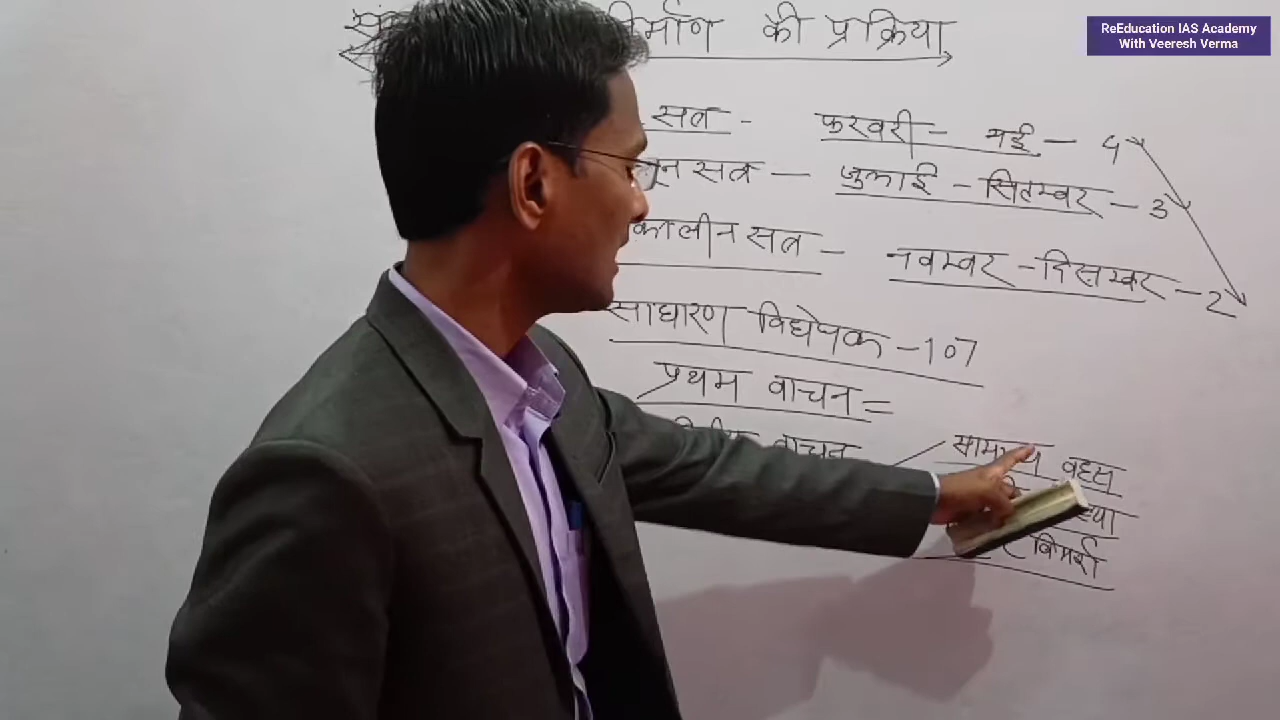 निर्माण की प्रक्रिया
ReEducation IAS Academy
With Veeresh Verma
सत्र - फरवरी - मई - 4
सत्र - जुलाई - सितम्बर - 3
कालीन सत्र - नवम्बर - दिसम्बर - 2
साधारण विधेयक - 107
प्रथम वाचन =
वाचन
सामान्य वहस
विमर्श